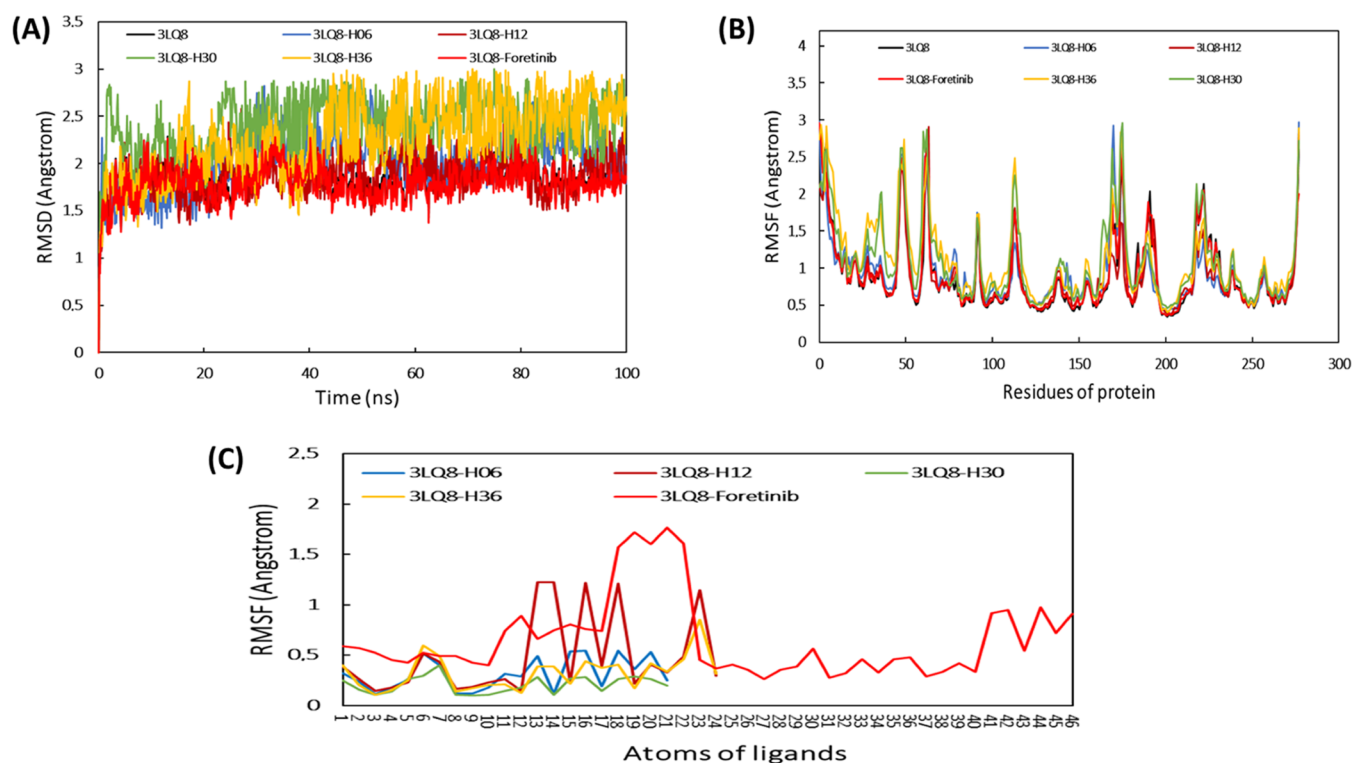 (A)
3LQ8 3LQ8-H06 3LQ8-H12
3LQ8-H30 3LQ8-H36 3LQ8-Foretinib
RMSD (Angstrom)
3.5
3
2.5
2
1.5
1
0,5
0
0 20 40 60 80 100
Time (ns)
(B)
3LQ8 3LQ8-H06 3LQ8-H12
3LQ8-Foretinib 3LQ8-H36 3LQ8-H30
RMSF (Angstrom)
4
3,5
3
2,5
2
1,5
1
0,5
0
0 50 100 150 200 250 300
Residues of protein
(C)
3LQ8-H06 3LQ8-H12 3LQ8-H30
3LQ8-H36 3LQ8-Foretinib
RMSF (Angstrom)
2,5
2
1,5
1
0,5
0
1 2 3 4 5 6 7 8 9 10 11 12 13 14 15 16 17 18 19 20 21 22 23 24 25 26 27 28 29 30 31 32 33 34 35 36 37 38 39 40 41 42 43 44 45 46
Atoms of ligands